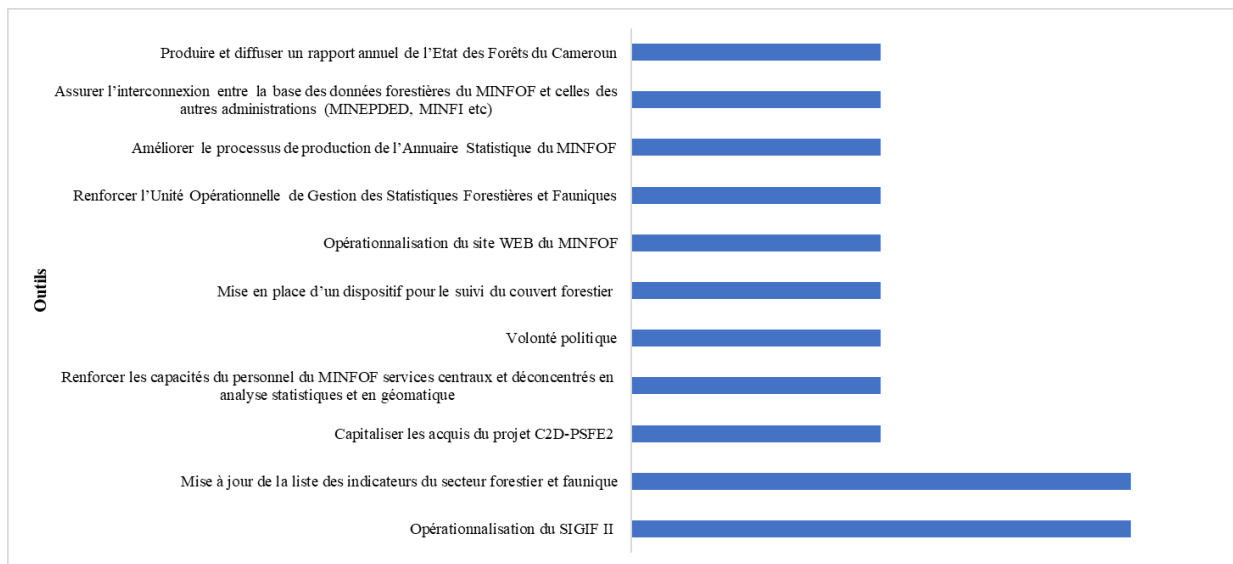 Produire et diffuser un rapport annuel de l’Etat des Forêts du Cameroun
Assurer l’interconnexion entre la base des données forestières du MINFOF et celles des
autres administrations (MINEPDED, MINFI etc)
Améliorer le processus de production de l’Annuaire Statistique du MINFOF
Renforcer l’Unité Opérationnelle de Gestion des Statistiques Forestières et Fauniques
Opérationnalisation du site WEB du MINFOF
Mise en place d’un dispositif pour le suivi du couvert forestier
Volonté politique
Renforcer les capacités du personnel du MINFOF services centraux et déconcentrés en
analyse statistiques et en géomatique
Capitaliser les acquis du projet C2D-PSFE2
Mise à jour de la liste des indicateurs du secteur forestier et faunique
Opérationnalisation du SIGIF II
Outils